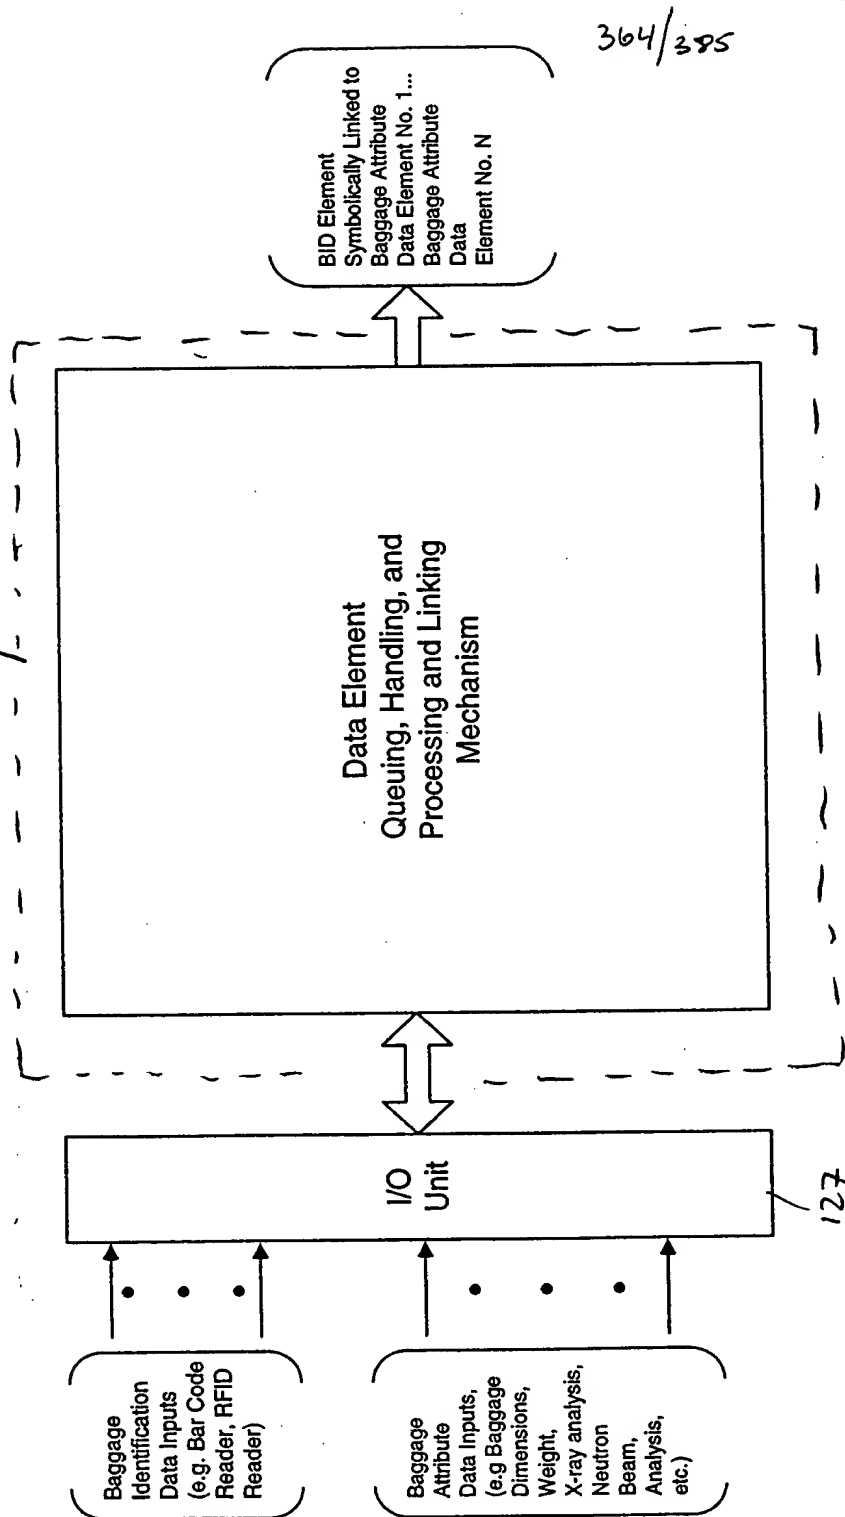 364/385
Baggage
Identification
Data Inputs
(e.g. Bar Code
Reader, RFID
Reader)
Baggage
Attribute
Data Inputs,
(e.g Baggage
Dimensions,
Weight,
X-ray analysis,
Neutron
Beam,
Analysis,
etc.)
I/O
Unit
127
Data Element
Queuing, Handling, and
Processing and Linking
Mechanism
BID Element
Symbolically Linked to
Baggage Attribute
Data Element No. 1...
Baggage Attribute
Data
Element No. N